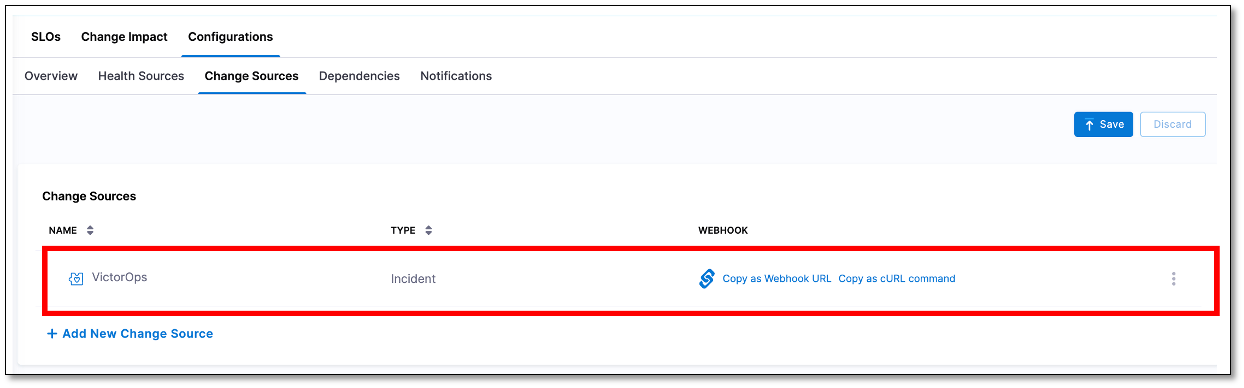 SLOs Change Impact Configurations
Overview Health Sources Change Sources Dependencies Notifications
Save Discard
Change Sources
NAME TYPE WEBHOOK
VictorOps Incident Copy as Webhook URL Copy as cURL command
+ Add New Change Source